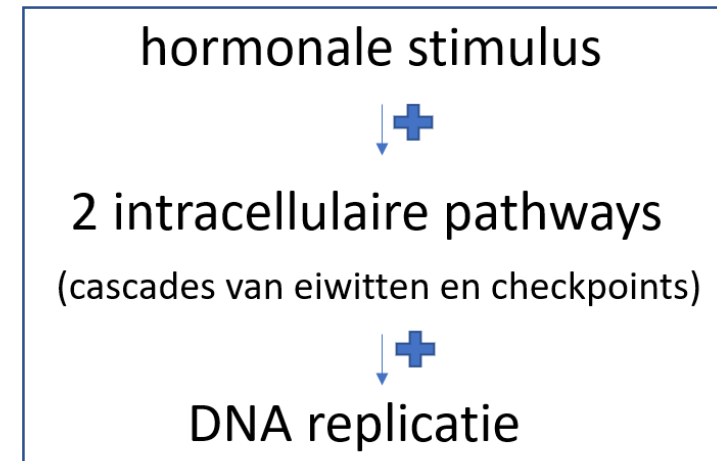 hormonale stimulus
2 intracellulaire pathways
(cascades van eiwitten en checkpoints)
DNA replicatie